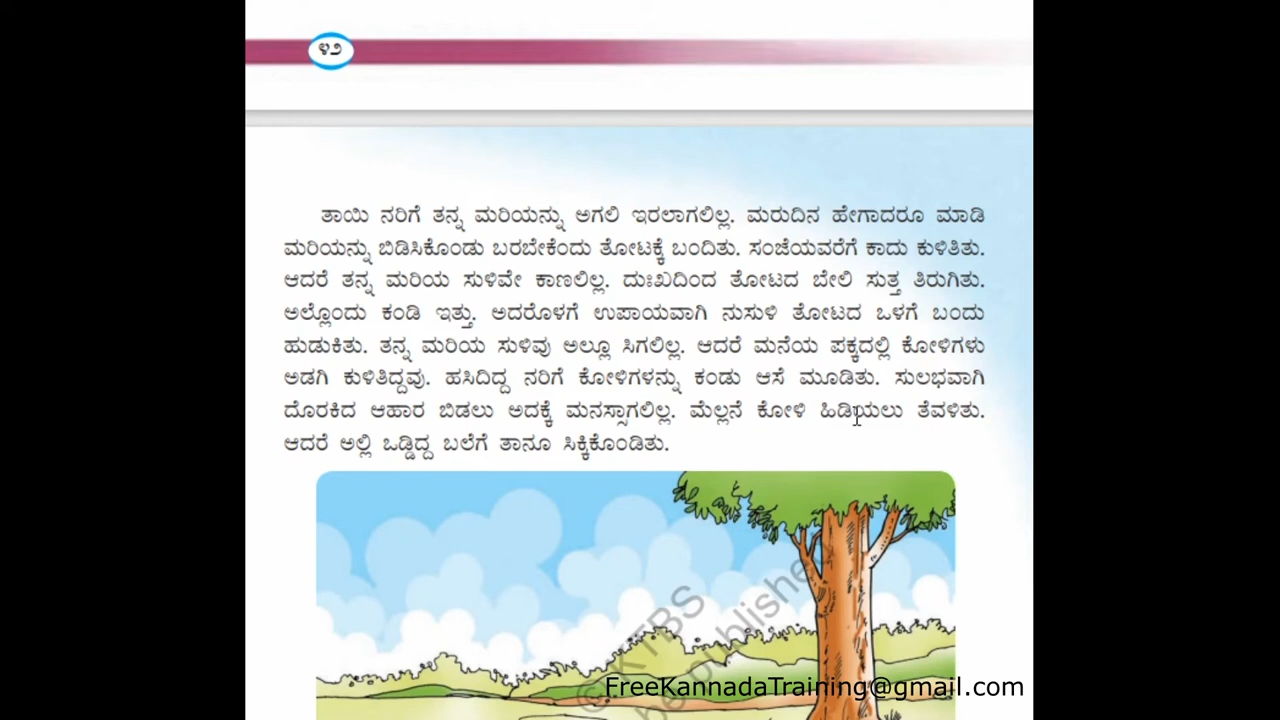 ೪೨
ತಾಯಿ ನರಿಗೆ ತನ್ನ ಮರಿಯನ್ನು ಅಗಲಿ ಇರಲಾಗಲಿಲ್ಲ. ಮರುದಿನ ಹೇಗಾದರೂ ಮಾಡಿ
ಮರಿಯನ್ನು ಬಿಡಿಸಿಕೊಂಡು ಬರಬೇಕೆಂದು ತೋಟಕ್ಕೆ ಬಂದಿತು. ಸಂಜೆಯವರೆಗೆ ಕಾದು ಕುಳಿತಿತು.
ಆದರೆ ತನ್ನ ಮರಿಯ ಸುಳಿವೇ ಕಾಣಲಿಲ್ಲ. ದುಃಖದಿಂದ ತೋಟದ ಬೇಲಿ ಸುತ್ತ ತಿರುಗಿತು.
ಅಲ್ಲೊಂದು ಕಂಡಿ ಇತ್ತು. ಅದರೊಳಗೆ ಉಪಾಯವಾಗಿ ನುಸುಳಿ ತೋಟದ ಒಳಗೆ ಬಂದು
ಹುಡುಕಿತು. ತನ್ನ ಮರಿಯ ಸುಳಿವು ಅಲ್ಲೂ ಸಿಗಲಿಲ್ಲ. ಆದರೆ ಮನೆಯ ಪಕ್ಕದಲ್ಲಿ ಕೋಳಿಗಳು
ಅಡಗಿ ಕುಳಿತಿದ್ದವು. ಹಸಿದಿದ್ದ ನರಿಗೆ ಕೋಳಿಗಳನ್ನು ಕಂಡು ಆಸೆ ಮೂಡಿತು. ಸುಲಭವಾಗಿ
ದೊರಕಿದ ಆಹಾರ ಬಿಡಲು ಅದಕ್ಕೆ ಮನಸ್ಸಾಗಲಿಲ್ಲ. ಮೆಲ್ಲನೆ ಕೋಳಿ ಹಿಡಿಯಲು ತೆವಳಿತು.
ಆದರೆ ಅಲ್ಲಿ ಒಡ್ಡಿದ್ದ ಬಲೆಗೆ ತಾನೂ ಸಿಕ್ಕಿಕೊಂಡಿತು.
©KTBS
be published
FreeKannadaTraining@gmail.com